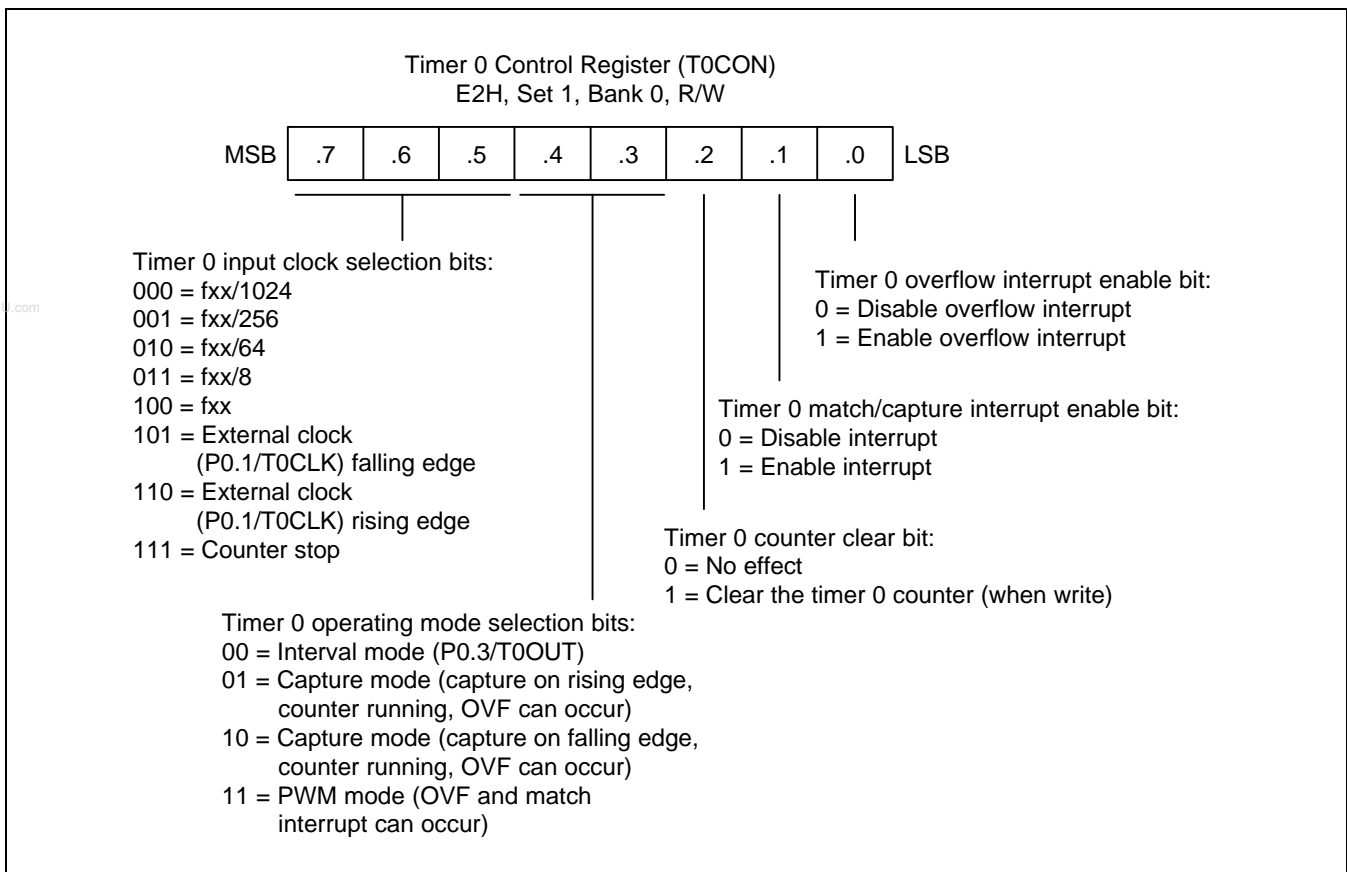 Timer 0 Control Register (T0CON)
E2H, Set 1, Bank 0, R/W
MSB .7 .6 .5 .4 .3 .2 .1 .0 LSB
Timer 0 input clock selection bits:
000 = fxx/1024
001 = fxx/256
010 = fxx/64
011 = fxx/8
100 = fxx
101 = External clock
(P0.1/T0CLK) falling edge
110 = External clock
(P0.1/T0CLK) rising edge
111 = Counter stop
Timer 0 overflow interrupt enable bit:
0 = Disable overflow interrupt
1 = Enable overflow interrupt
Timer 0 match/capture interrupt enable bit:
0 = Disable interrupt
1 = Enable interrupt
Timer 0 counter clear bit:
0 = No effect
1 = Clear the timer 0 counter (when write)
Timer 0 operating mode selection bits:
00 = Interval mode (P0.3/T0OUT)
01 = Capture mode (capture on rising edge,
counter running, OVF can occur)
10 = Capture mode (capture on falling edge,
counter running, OVF can occur)
11 = PWM mode (OVF and match
interrupt can occur)
U.com